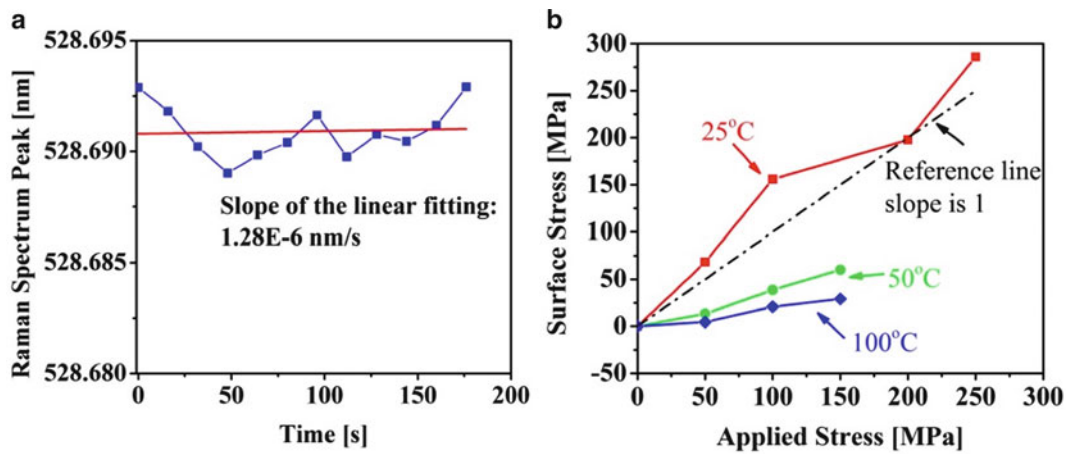 a
528.695
528.690
528.685
528.680
Raman Spectrum Peak [nm]
Slope of the linear fitting:
1.28E-6 nm/s
0 50 100 150 200
Time [s]
b
300
250
200
150
100
50
0
-50
Surface Stress [MPa]
25°C
Reference line
slope is 1
50°C
100°C
0 50 100 150 200 250 300
Applied Stress [MPa]